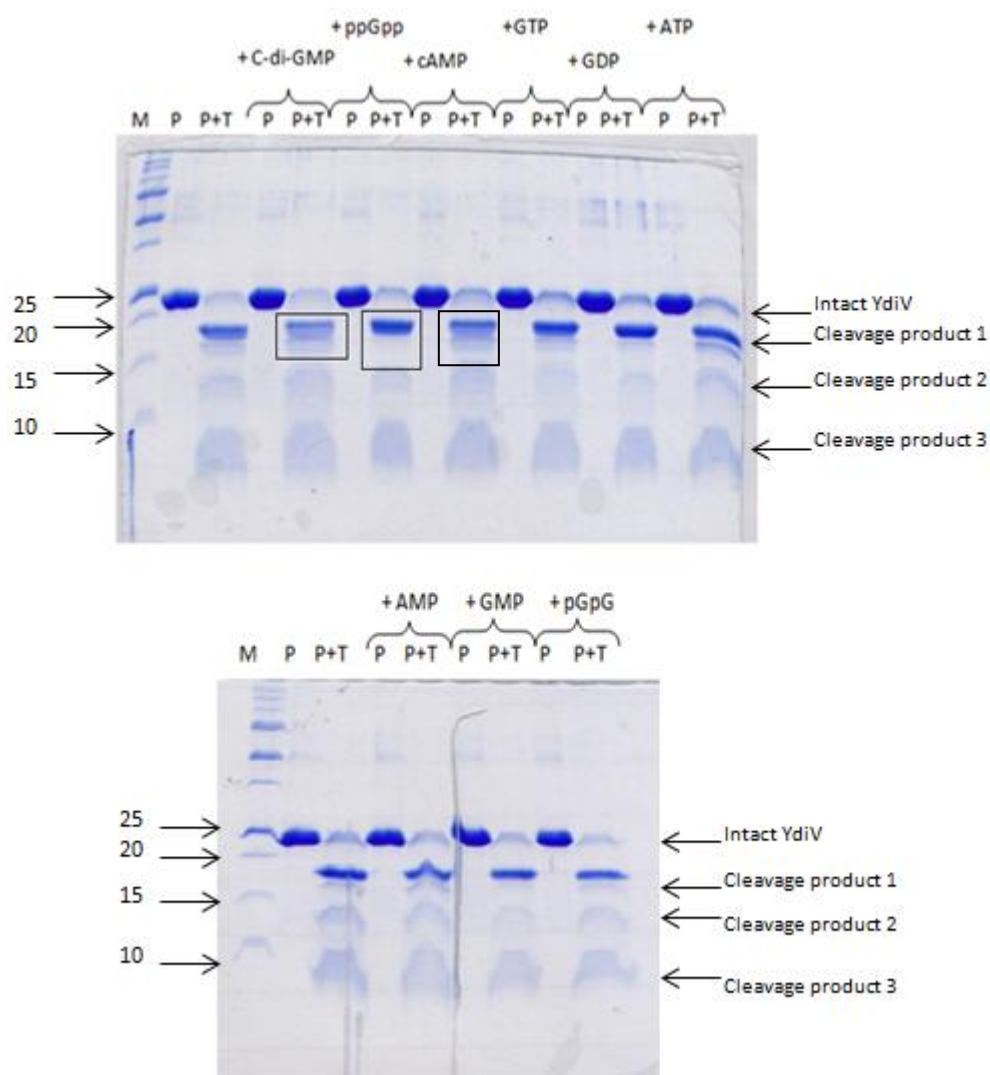 +ppGpp +GTP +ATP
+C-di-GMP +cAMP +GDP
M P P+T P P+T P P+T P P+T P P+T P P+T P P+T
25
20
15
10
Intact YdiV
Cleavage product 1
Cleavage product 2
Cleavage product 3
+AMP +GMP +pGpG
M P P+T P P+T P P+T P P+T
25
20
15
10
Intact YdiV
Cleavage product 1
Cleavage product 2
Cleavage product 3